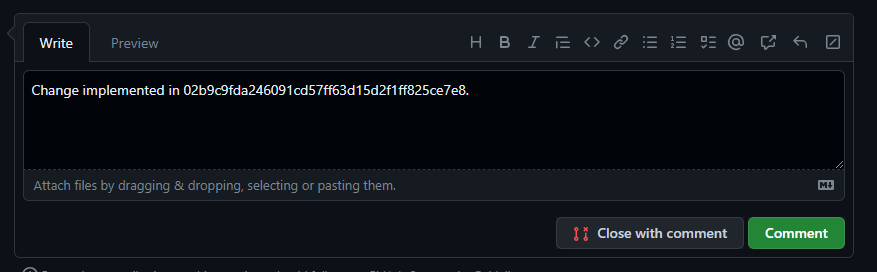 Write Preview
Change implemented in 02b9c9fda246091cd57ff63d15d2f1ff825ce7e8.
Attach files by dragging & dropping, selecting or pasting them.
Close with comment Comment